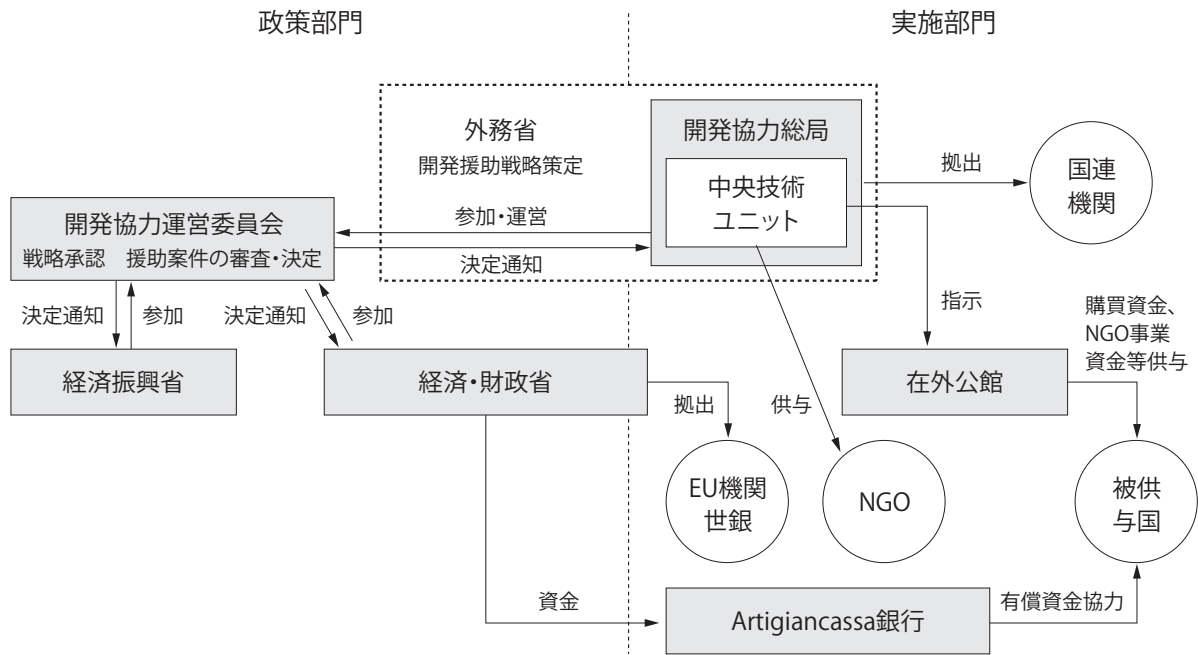 政策部門
実施部門
外務省
開発援助戦略策定
開発協力総局
中央技術
ユニット
拠出
国連
機関
開発協力運営委員会
戦略承認　援助案件の審査・決定
参加・運営
決定通知
指示
購買資金、
NGO事業
資金等供与
決定通知
参加
決定通知
参加
経済振興省
経済・財政省
在外公館
拠出
供与
EU機関
世銀
NGO
被供
与国
資金
Artigiancassa銀行
有償資金協力